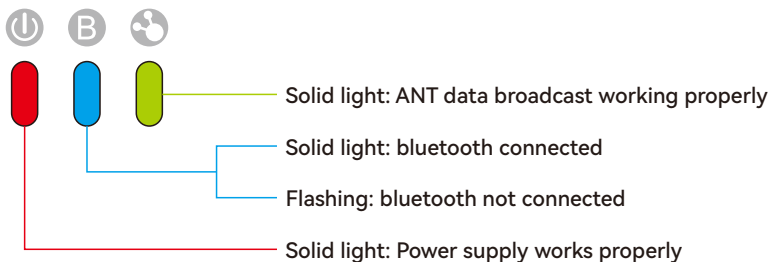 B
Solid light: ANT data broadcast working properly
Solid light: bluetooth connected
Flashing: bluetooth not connected
Solid light: Power supply works properly